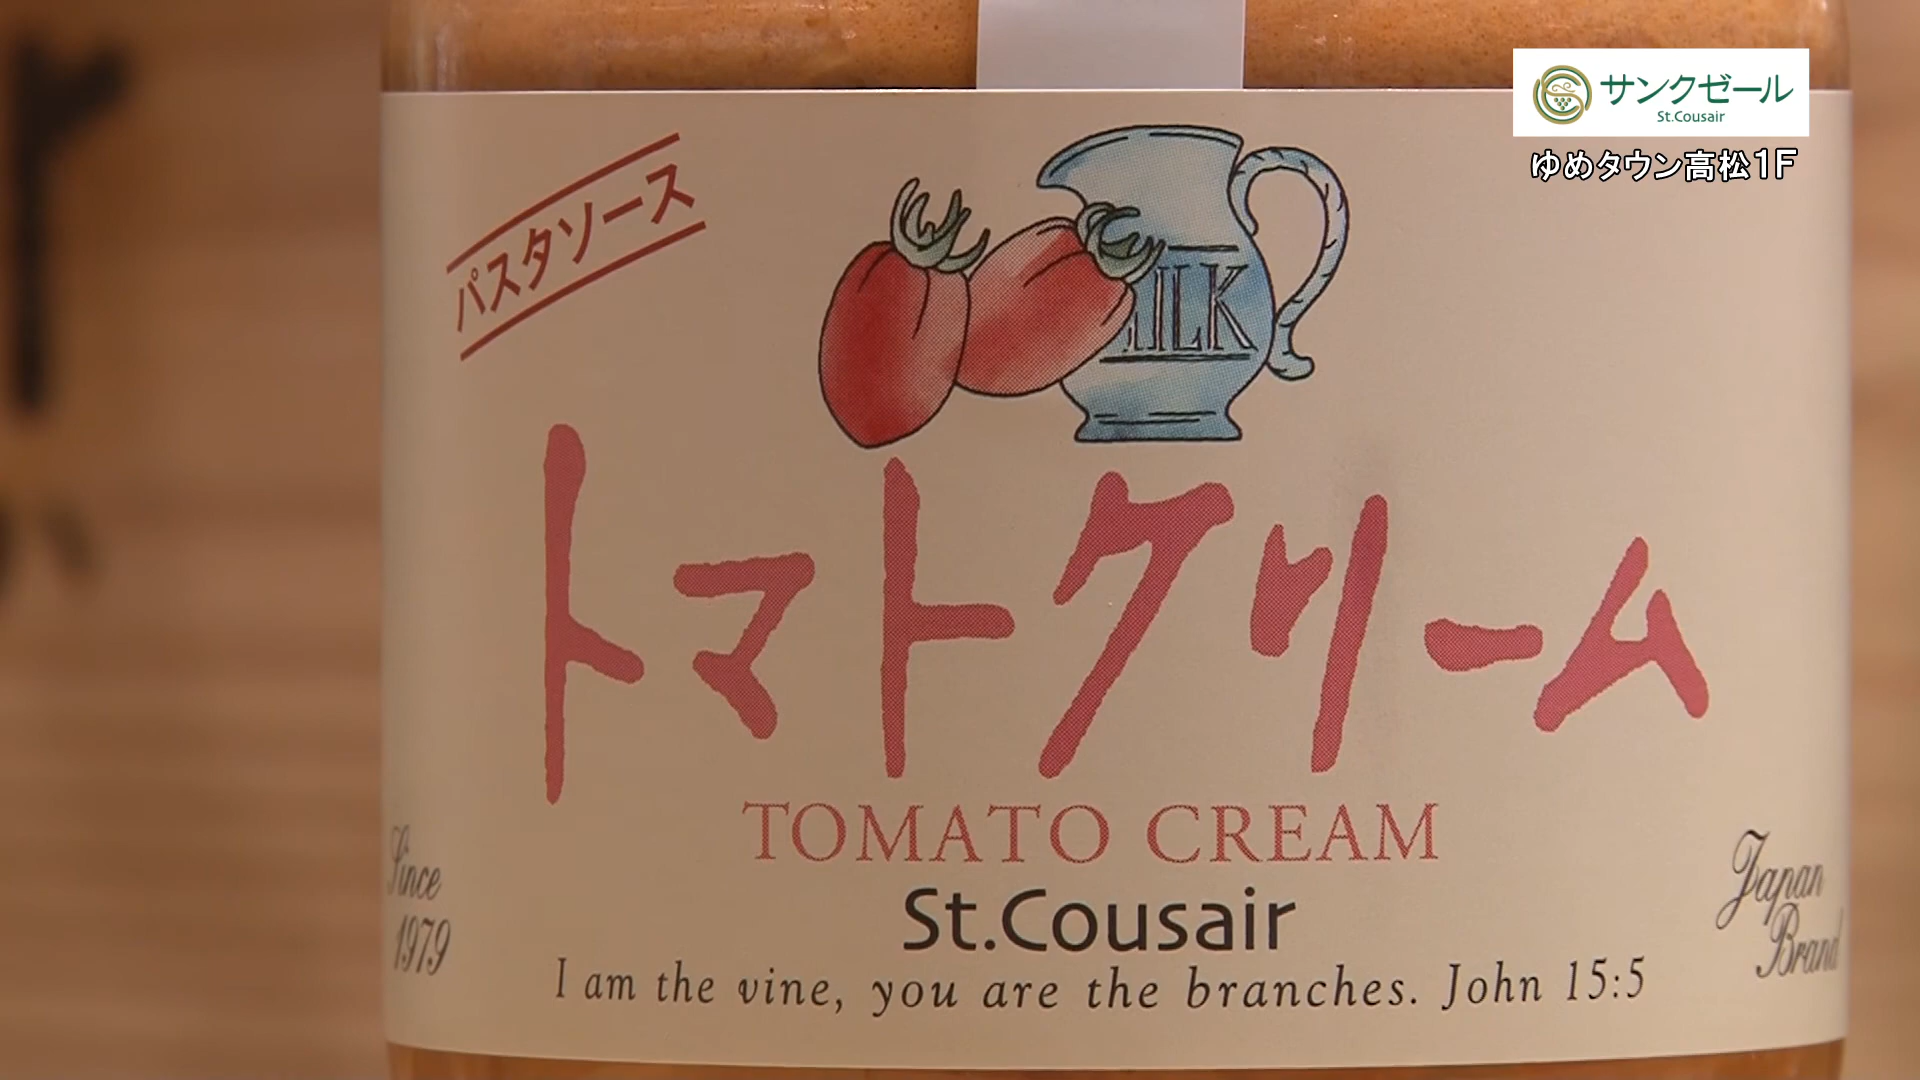 サンクゼール
St.Cousair
ゆめタウン高松1F
パスタソース
MILK
トマトクリーム
TOMATO CREAM
Since
1979
St.Cousair
Japan
Brand
I am the vine, you are the branches. John 15:5